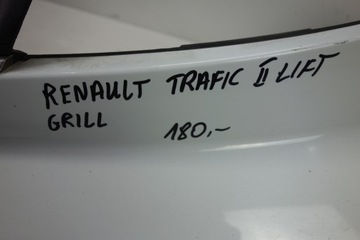 RENAULT TRAFIC II LIFT
GRILL 180,-